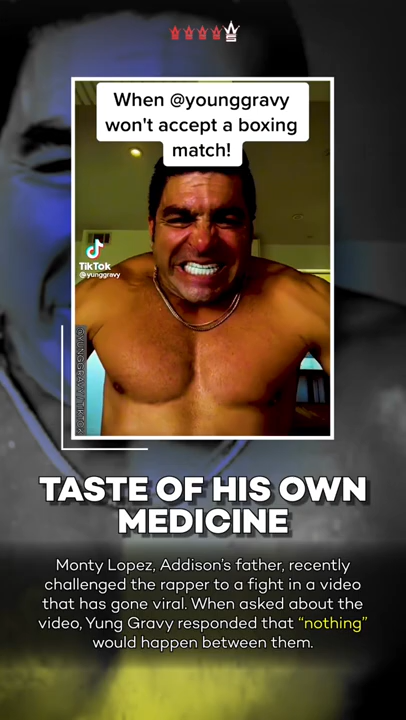 When @younggravy
won't accept a boxing
match!
TikTok
@yunggravy
@YUNGGRAVY/TIKTOK
TASTE OF HIS OWN
MEDICINE
Monty Lopez, Addison's father, recently
challenged the rapper to a fight in a video
that has gone viral. When asked about the
video, Yung Gravy responded that “nothing”
would happen between them.